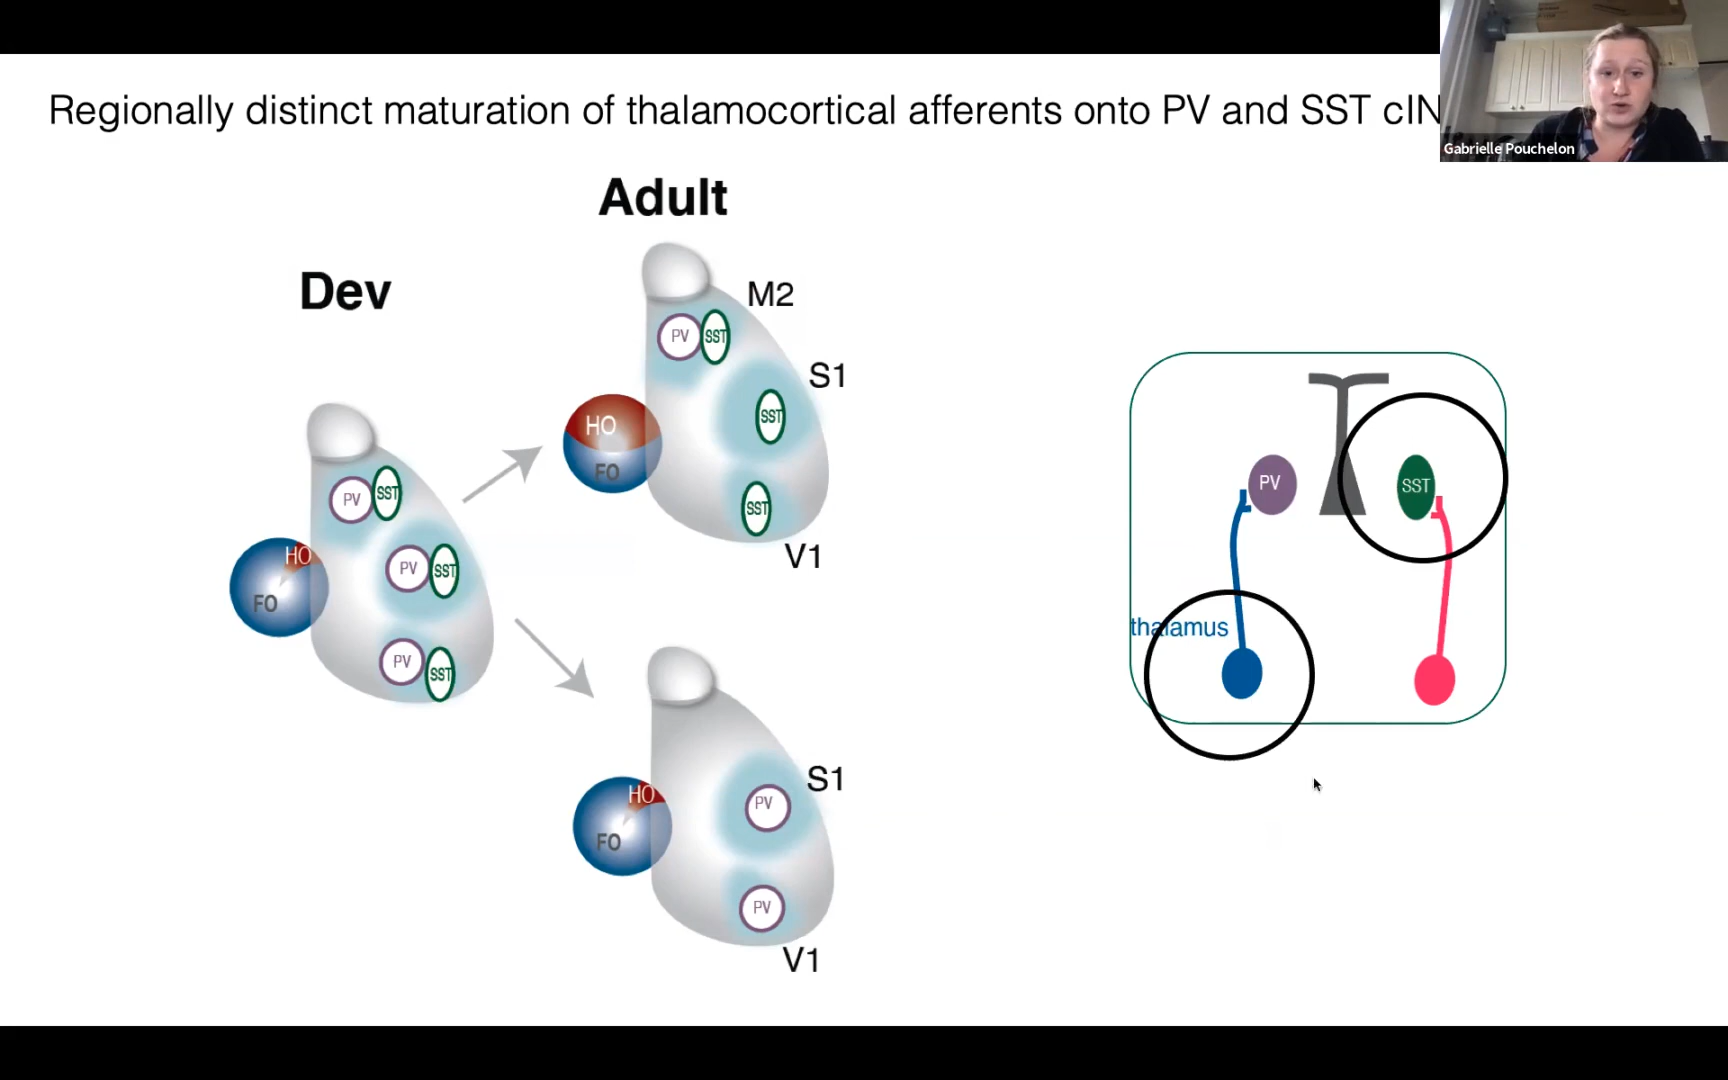 Regionally distinct maturation of thalamocortical afferents onto PV and SST cIN
Gabrielle Pouchelon
Adult
Dev
M2
PV
SST
S1
SST
HO
FO
SST
V1
PV
SST
HO
FO
PV
SST
PV
SST
S1
HO
FO
PV
PV
V1
PV
SST
thalamus